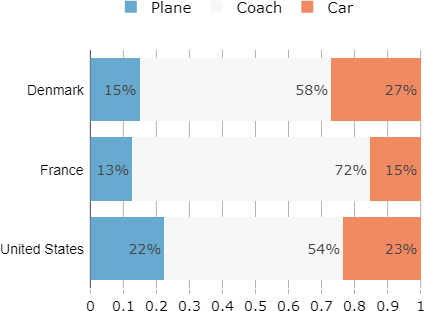 Plane Coach Car
Denmark 15% 58% 27%
France 13% 72% 15%
United States 22% 54% 23%
0 0.1 0.2 0.3 0.4 0.5 0.6 0.7 0.8 0.9 1